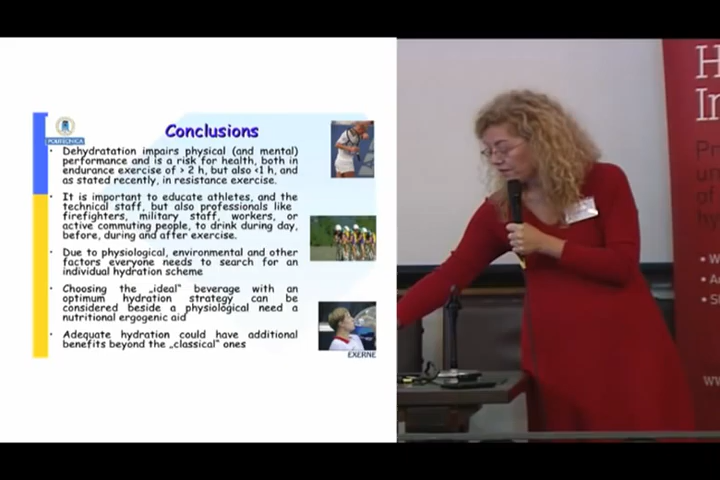 Conclusions
POLITECNICA
• Dehydratation impairs physical (and mental)
performance and is a risk for health, both in
endurance exercise of > 2 h, but also <1 h, and
as stated recently, in resistance exercise.
• It is important to educate athletes, and the
technical staff, but also professionals like
firefighters, military staff, workers, or
active commuting people, to drink during day,
before, during and after exercise.
• Due to physiological, environmental and other
factors everyone needs to search for an
individual hydration scheme
• Choosing the „ideal“ beverage with an
optimum hydration strategy can be
considered beside a physiological need a
nutritional ergogenic aid
• Adequate hydration could have additional
benefits beyond the „classical“ ones
EXERNE
H
In